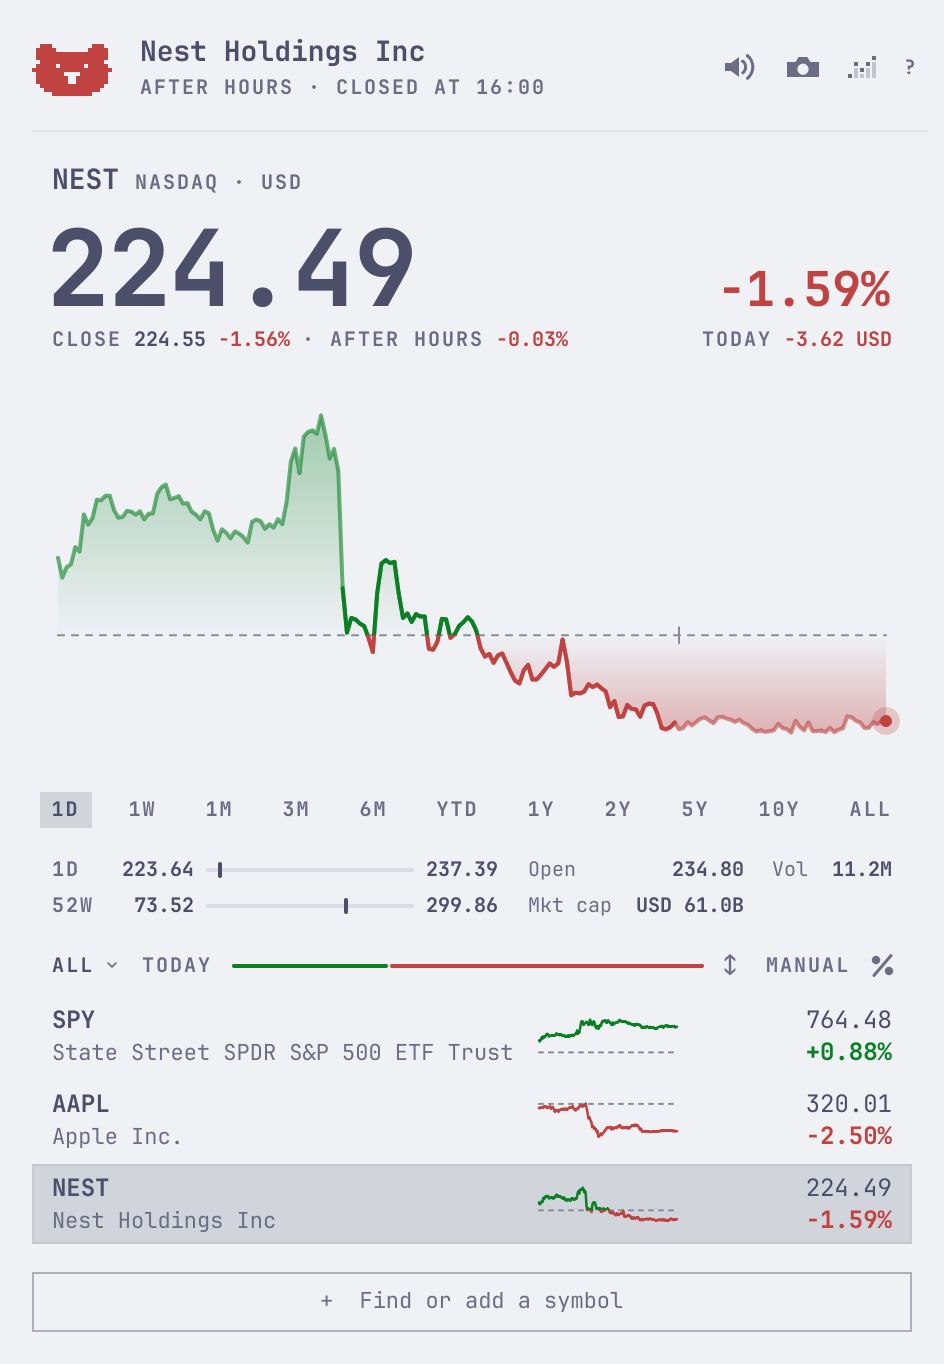 Nest Holdings Inc
AFTER HOURS · CLOSED AT 16:00
?
NEST NASDAQ · USD
224.49
-1.59%
CLOSE 224.55 -1.56% · AFTER HOURS -0.03%
TODAY -3.62 USD
1D 1W 1M 3M 6M YTD 1Y 2Y 5Y 10Y ALL
1D 223.64 237.39 Open 234.80 Vol 11.2M
52W 73.52 299.86 Mkt cap USD 61.0B
ALL TODAY MANUAL %
SPY 764.48
State Street SPDR S&P 500 ETF Trust +0.88%
AAPL 320.01
Apple Inc. -2.50%
NEST 224.49
Nest Holdings Inc -1.59%
+ Find or add a symbol